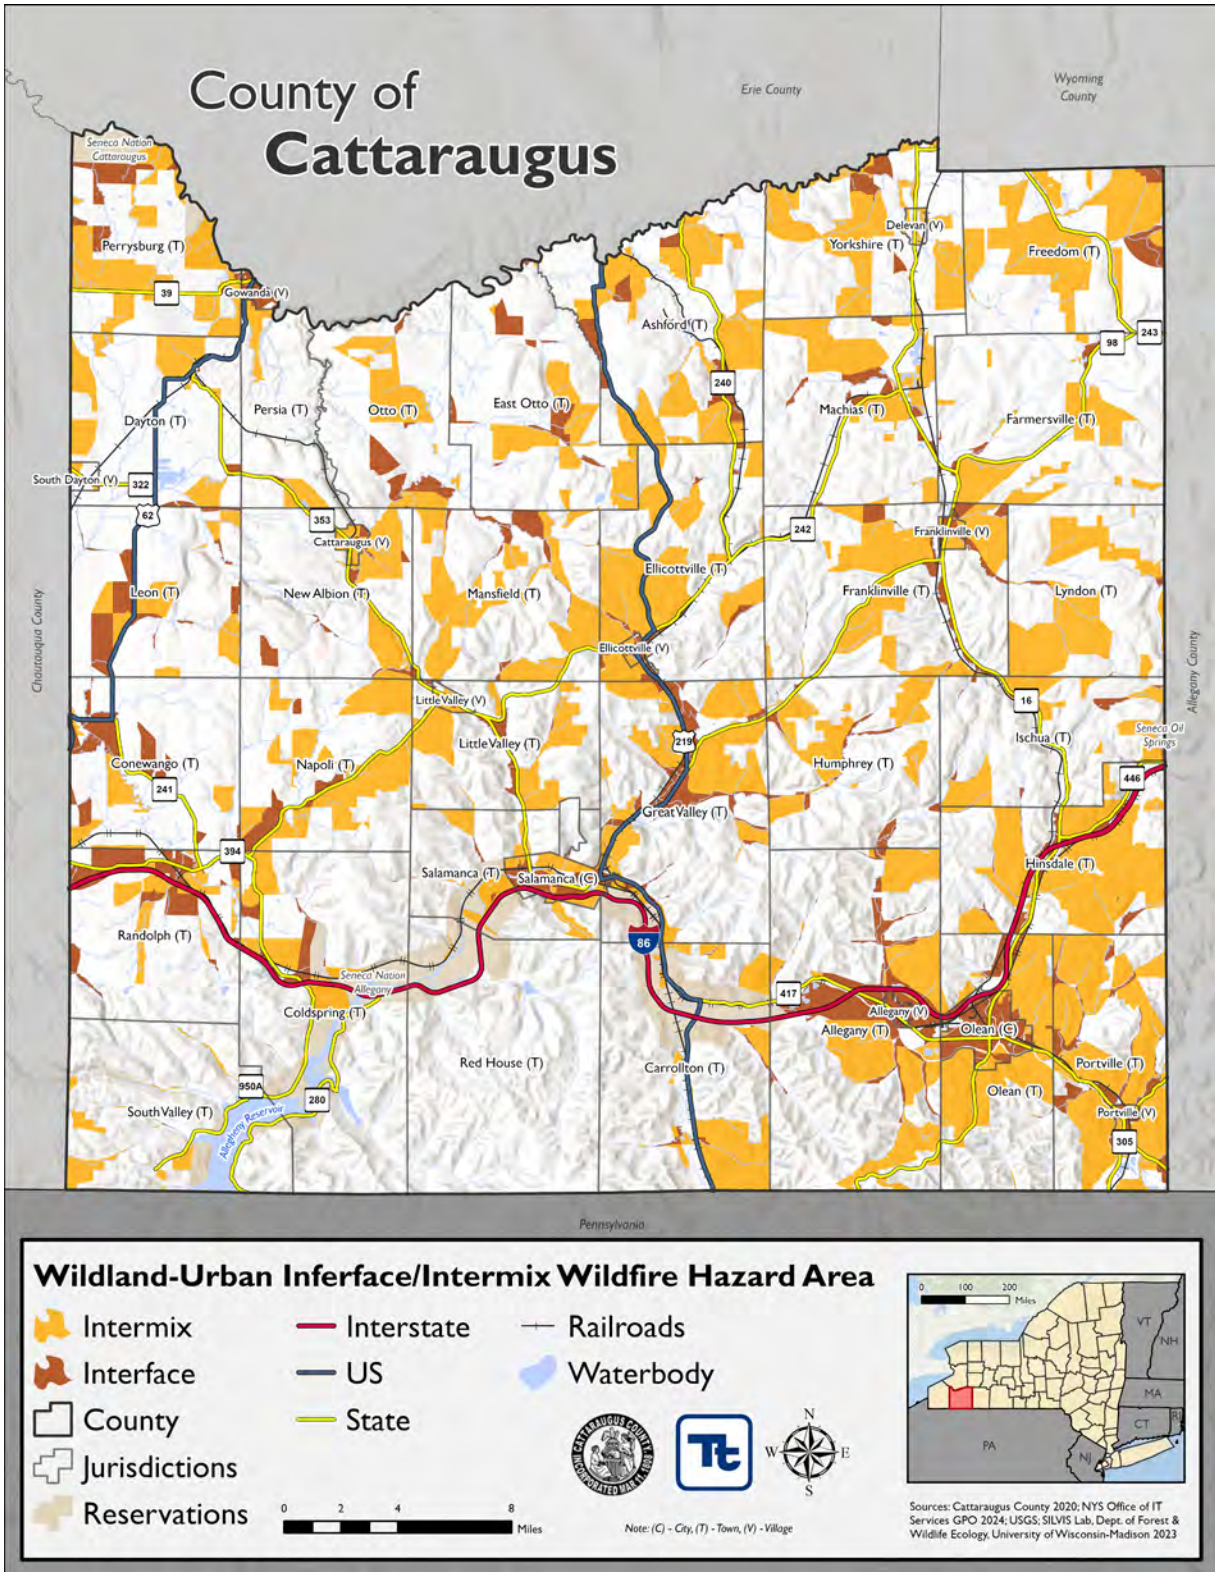 County of
Cattaraugus
Erie County
Wyoming
County
Seneca Nation
Cattaraugus
Perrysburg (T)
Delevan (V)
Yorkshire (T)
Freedom (T)
39
Gowanda (V)
Ashford (T)
98
243
240
Persia (T)
Otto (T)
East Otto (T)
Machias (T)
Dayton (T)
Farmersville (T)
South Dayton (V)
322
62
353
242
Cattaraugus (V)
Franklinville (V)
Ellicottville (T)
Leon (T)
New Albion (T)
Mansfield (T)
Franklinville (T)
Lyndon (T)
Chautauqua County
Allegany County
Ellicottville (V)
Little Valley (V)
16
Seneca Oil
Springs
Little Valley (T)
219
Ischua (T)
Conewango (T)
Napoli (T)
Humphrey (T)
446
241
Great Valley (T)
394
Hinsdale (T)
Salamanca (T)
Salamanca (C)
Randolph (T)
86
Seneca Nation
Allegany
417
Coldspring (T)
Allegany (V)
Allegany (T)
Olean (C)
Red House (T)
Carrollton (T)
Portville (T)
950A
280
Olean (T)
South Valley (T)
Allegheny Reservoir
Portville (V)
305
Pennsylvania
Wildland-Urban Inferface/Intermix Wildfire Hazard Area
Intermix
Interface
County
Jurisdictions
Reservations
Interstate
US
State
Railroads
Waterbody
0 2 4 8
Miles
CATTARAUGUS COUNTY, INCORPORATED MAR 11, 1808
Tt
N
W E
S
Note: (C) - City, (T) - Town, (V) - Village
0 100 200
Miles
VT
NH
MA
CT
RI
PA
NJ
Sources: Cattaraugus County 2020; NYS Office of IT
Services GPO 2024; USGS; SILVIS Lab, Dept. of Forest &
Wildlife Ecology, University of Wisconsin-Madison 2023